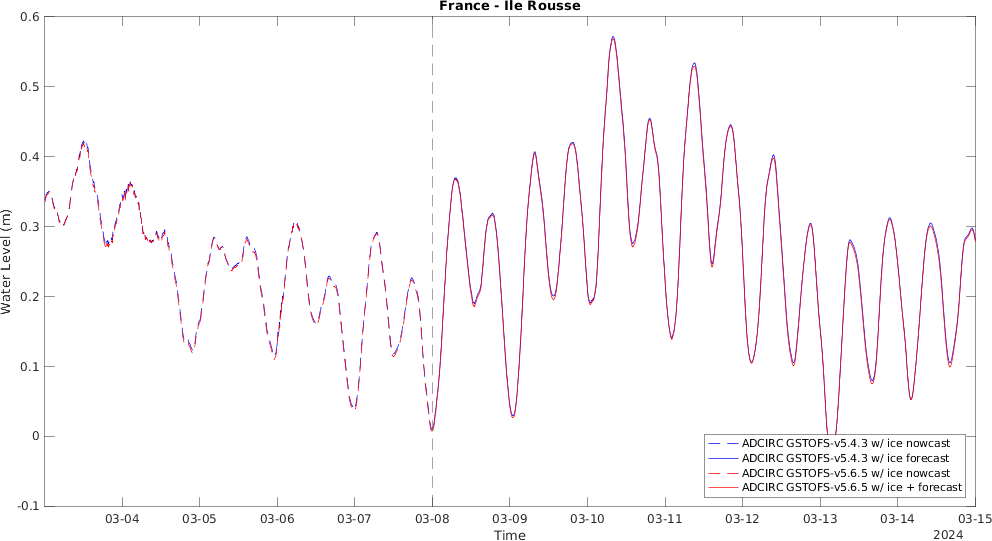 France - Ile Rousse
0.6
0.5
0.4
0.3
0.2
0.1
0
-0.1
Water Level (m)
ADCIRC GSTOFS-v5.4.3 w/ ice nowcast
ADCIRC GSTOFS-v5.4.3 w/ ice forecast
ADCIRC GSTOFS-v5.6.5 w/ ice nowcast
ADCIRC GSTOFS-v5.6.5 w/ ice + forecast
03-04 03-05 03-06 03-07 03-08 03-09 03-10 03-11 03-12 03-13 03-14 03-15
Time
2024